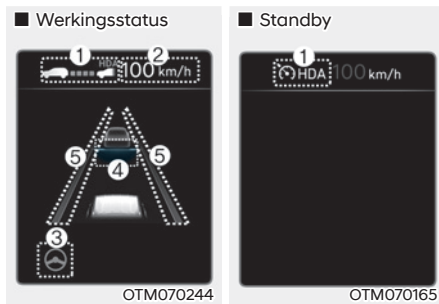 ■ Werkingsstatus
1 2
HDA
100 km/h
5 5
4
3
OTM070244
■ Standby
1
HDA 100 km/h
OTM070165